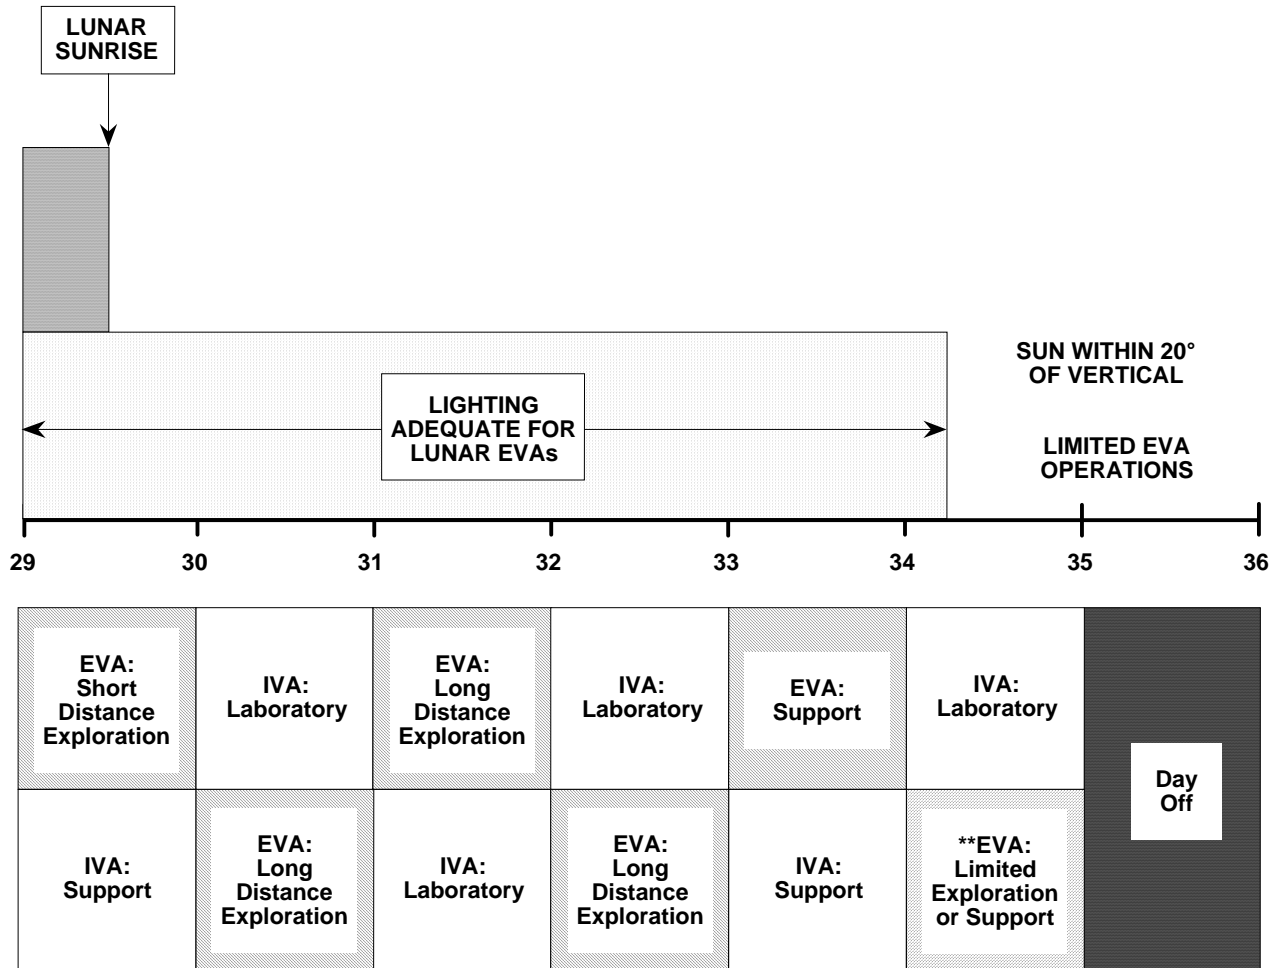 LUNAR
SUNRISE
SUN WITHIN 20°
OF VERTICAL
LIGHTING
ADEQUATE FOR
LUNAR EVAs
LIMITED EVA
OPERATIONS
29 30 31 32 33 34 35 36
EVA:
Short
Distance
Exploration
IVA:
Laboratory
EVA:
Long
Distance
Exploration
IVA:
Laboratory
EVA:
Support
IVA:
Laboratory
Day
Off
IVA:
Support
EVA:
Long
Distance
Exploration
IVA:
Laboratory
EVA:
Long
Distance
Exploration
IVA:
Support
**EVA:
Limited
Exploration
or Support